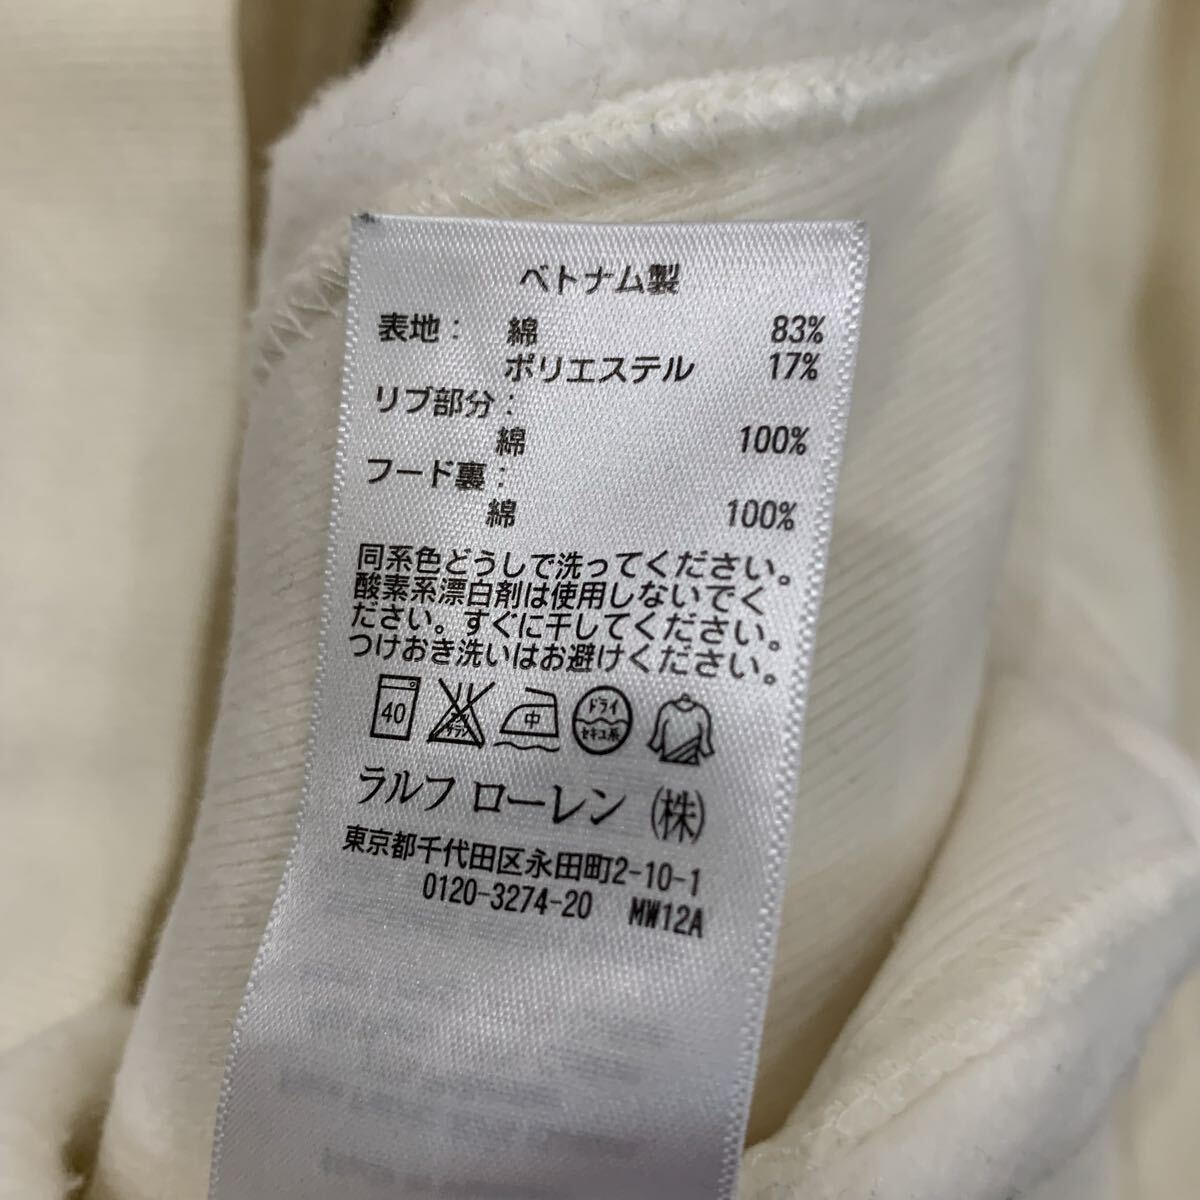 ベトナム製
表地： 綿 83%
ポリエステル 17%
リブ部分：
綿 100%
フード裏：
綿 100%
同系色どうしで洗ってください。
酸素系漂白剤は使用しないでく
ださい。すぐに干してください。
つけおき洗いはお避けください。
40 中 ドライ セキユ系
ラルフ ローレン (株)
東京都千代田区永田町2-10-1
0120-3274-20 MW12A